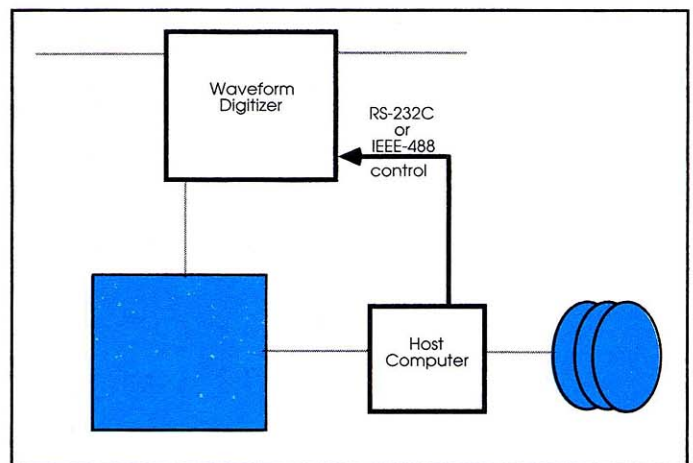 Waveform
Digitizer
RS-232C
or
IEEE-488
control
Host
Computer